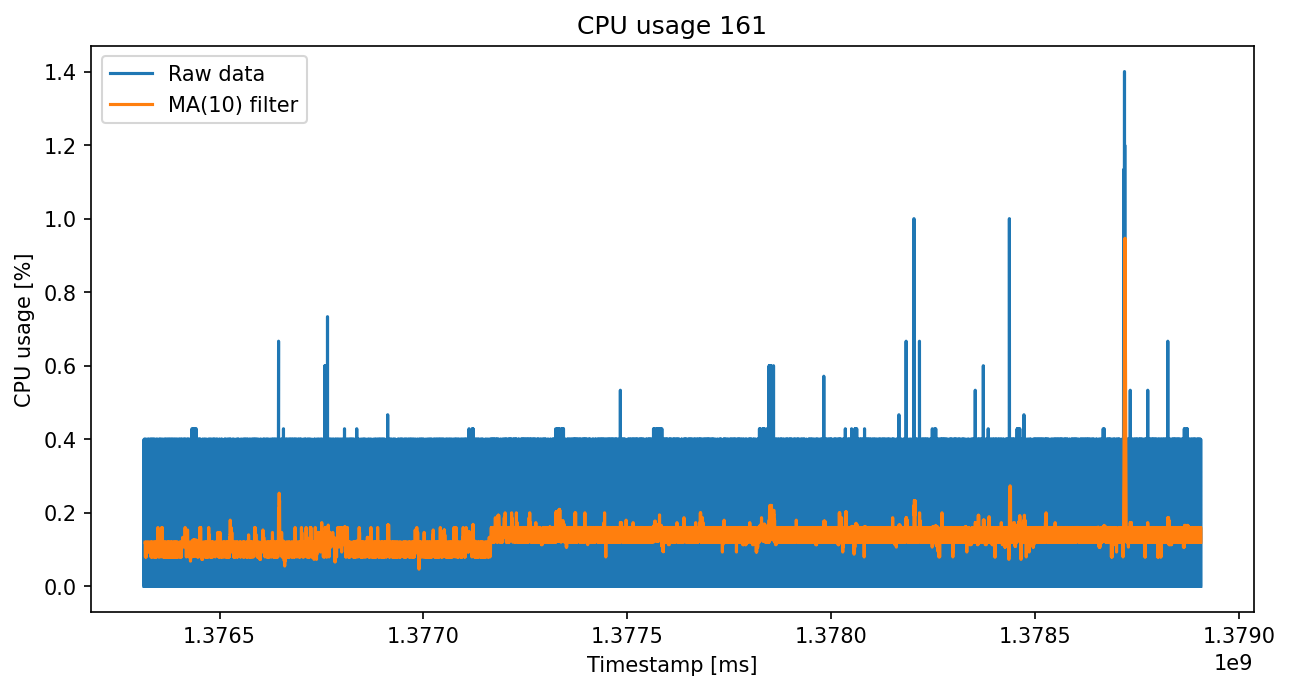 CPU usage 161
Raw data
MA(10) filter
CPU usage [%]
1.4
1.2
1.0
0.8
0.6
0.4
0.2
0.0
1.3765 1.3770 1.3775 1.3780 1.3785 1.3790
1e9
Timestamp [ms]